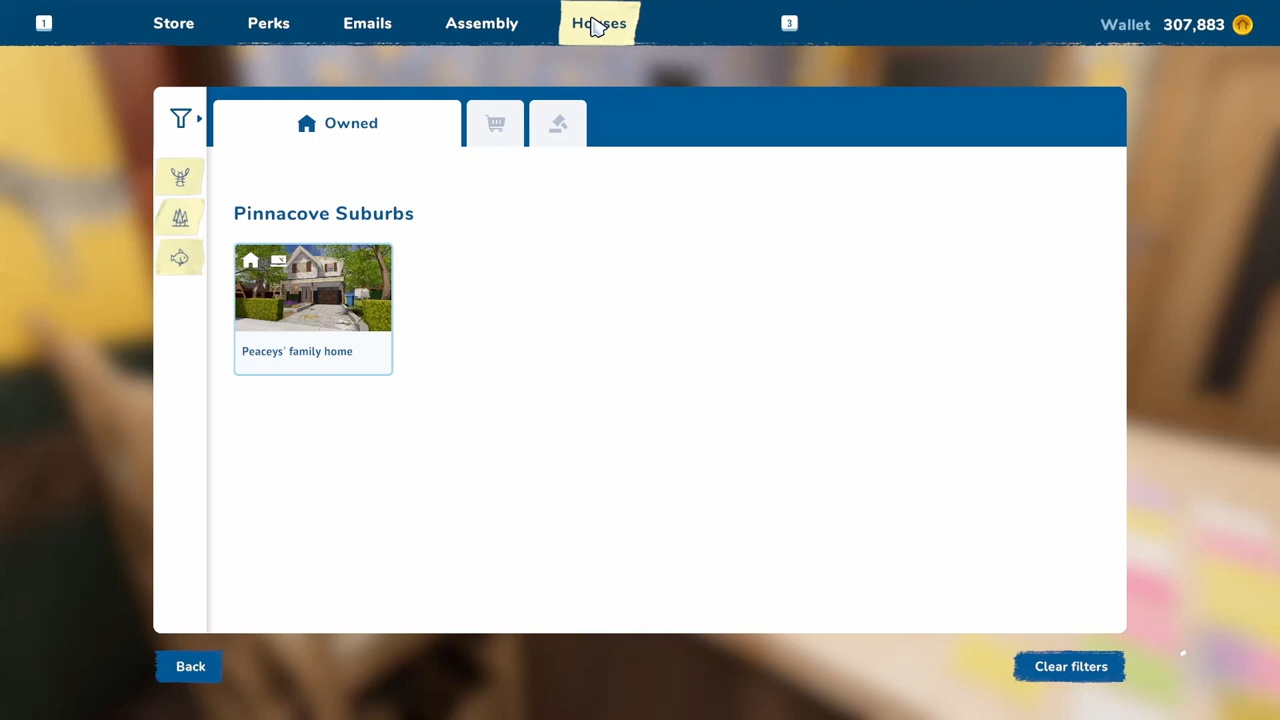 1 Store Perks Emails Assembly Houses 3 Wallet 307,883
Owned
Pinnacove Suburbs
Peaceys' family home
Back Clear filters